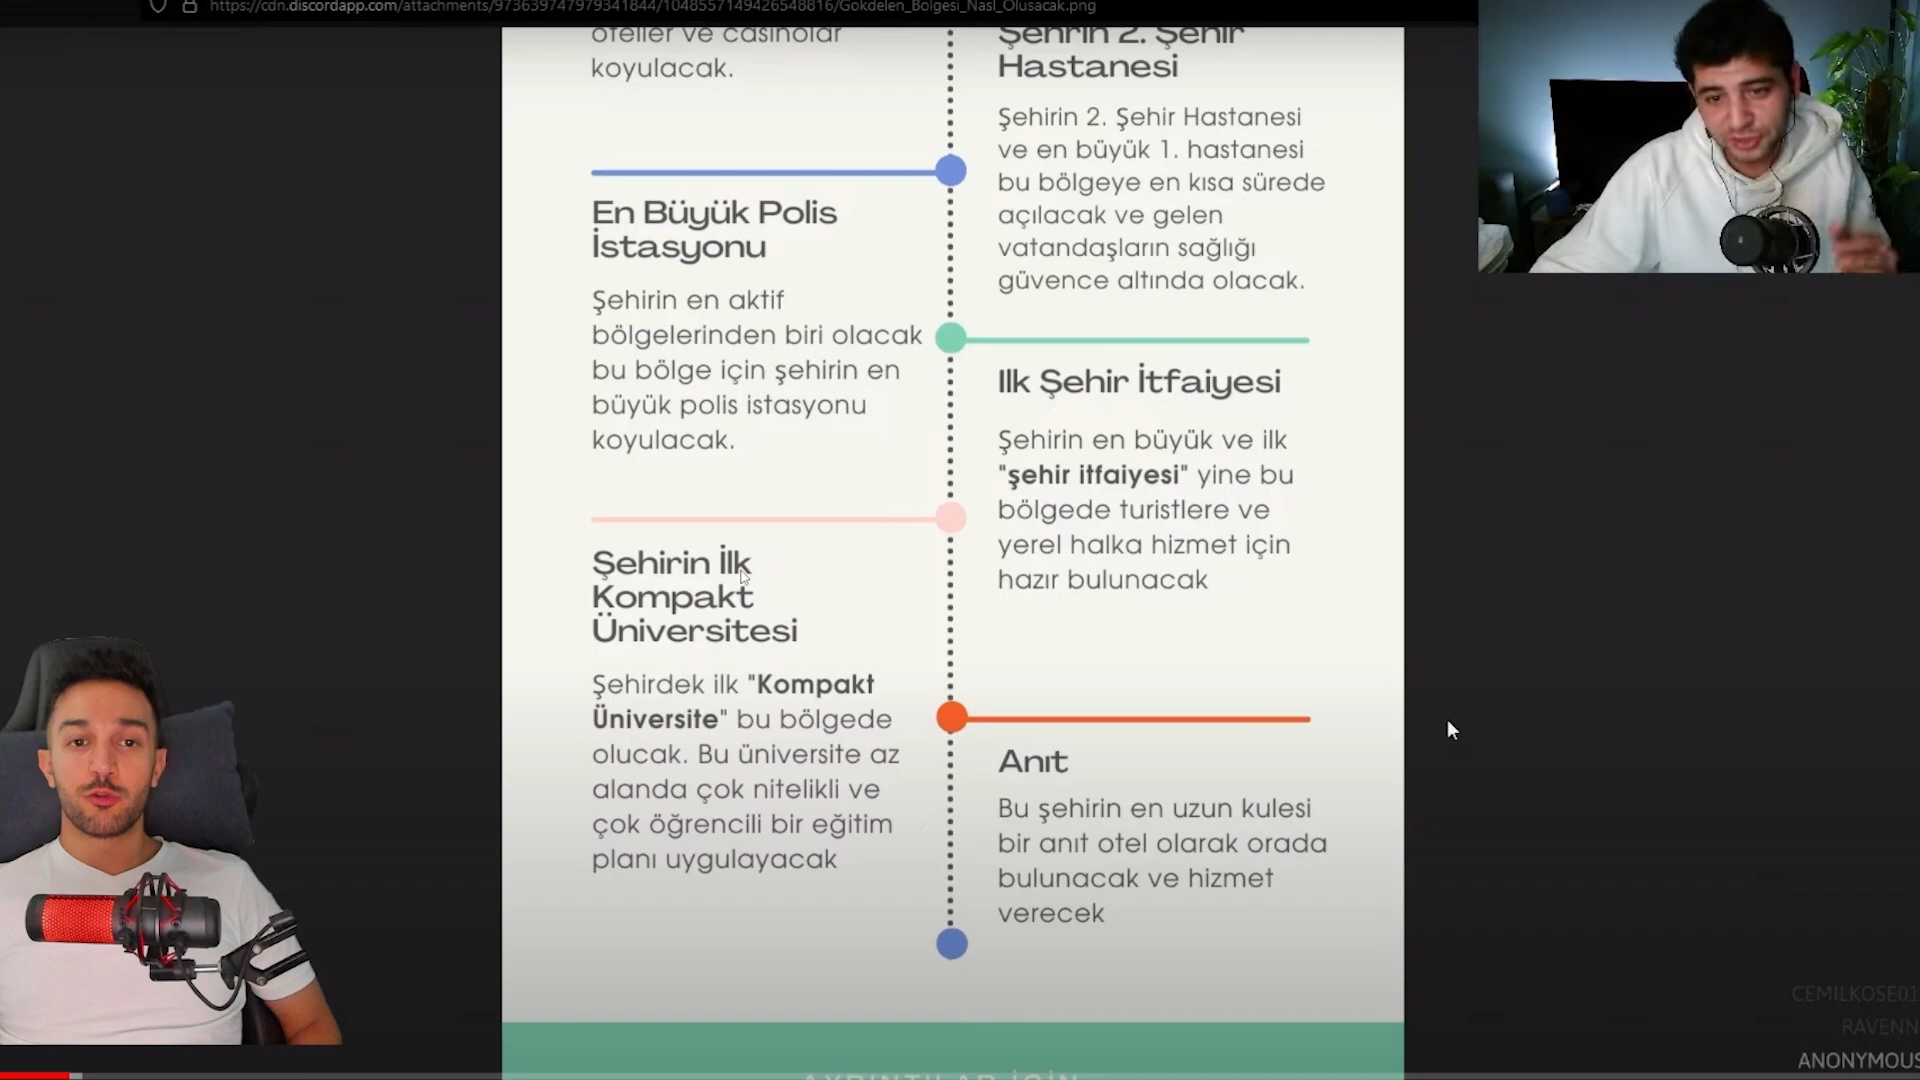 https://cdn.discordapp.com/attachments/973639747979341844/1048557149426548816/Gokdelen_Bolgesi_Nasl_Olusacak.png
oteller ve casinolar
koyulacak.
En Büyük Polis
İstasyonu
Şehirin en aktif
bölgelerinden biri olacak
bu bölge için şehirin en
büyük polis istasyonu
koyulacak.
Şehirin İlk
Kompakt
Üniversitesi
Şehirdek ilk "Kompakt
Üniversite" bu bölgede
olucak. Bu üniversite az
alanda çok nitelikli ve
çok öğrencili bir eğitim
planı uygulayacak
Şehrin 2. Şehir
Hastanesi
Şehirin 2. Şehir Hastanesi
ve en büyük 1. hastanesi
bu bölgeye en kısa sürede
açılacak ve gelen
vatandaşların sağlığı
güvence altında olacak.
Ilk Şehir İtfaiyesi
Şehirin en büyük ve ilk
"şehir itfaiyesi" yine bu
bölgede turistlere ve
yerel halka hizmet için
hazır bulunacak
Anıt
Bu şehirin en uzun kulesi
bir anıt otel olarak orada
bulunacak ve hizmet
verecek
AYRINTILAR İÇİN
CEMILKOSE01
RAVENN
ANONYMOUS